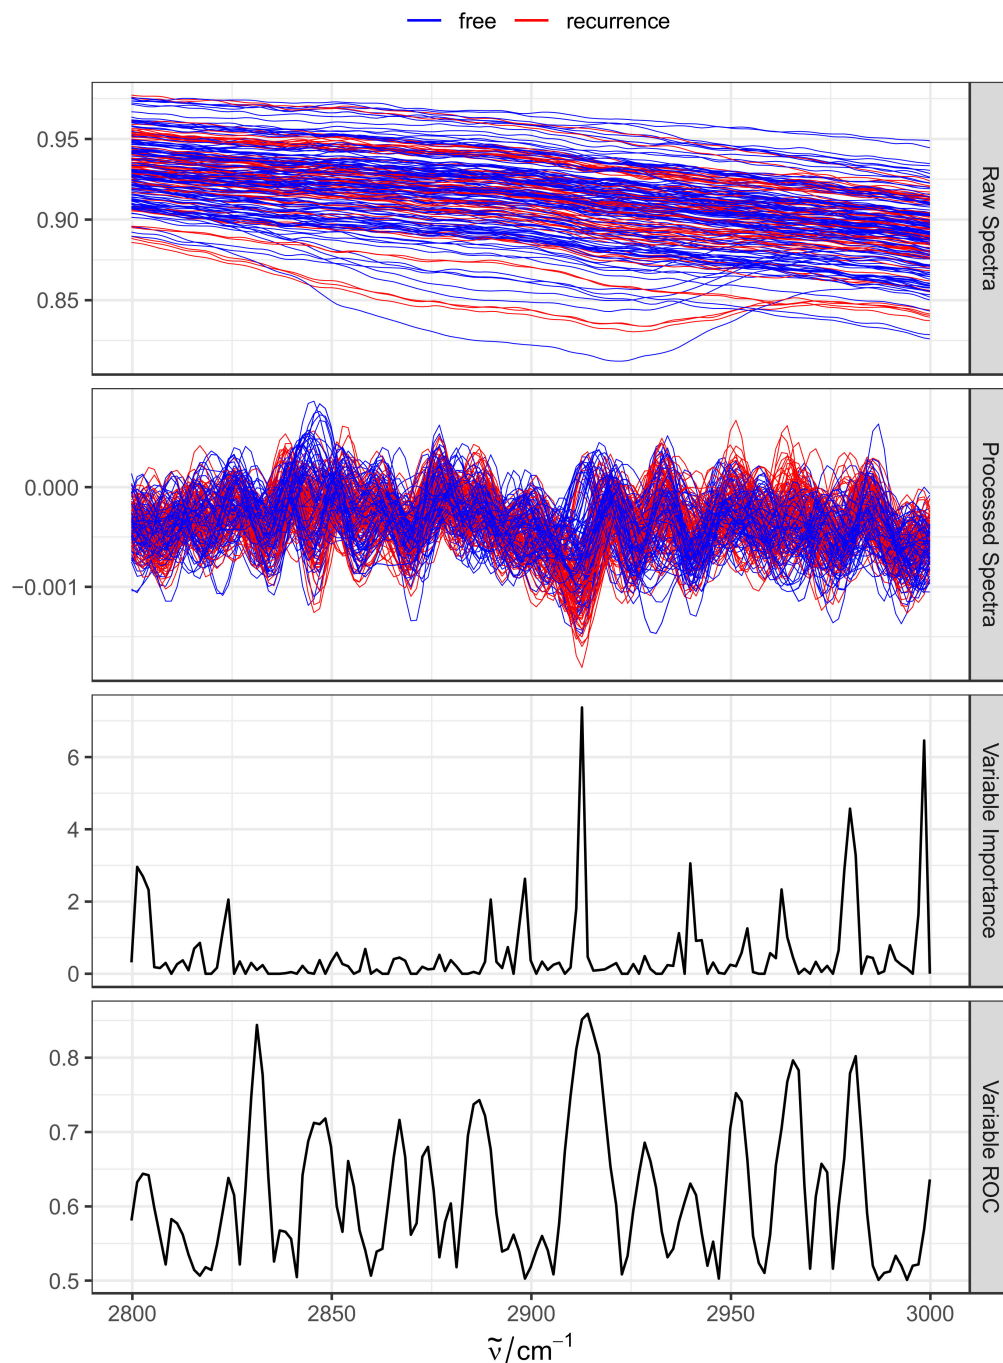 free recurrence
0.95
0.90
0.85
Raw Spectra
0.000
−0.001
Processed Spectra
6
4
2
0
Variable Importance
0.8
0.7
0.6
0.5
Variable ROC
2800 2850 2900 2950 3000
ṽ/cm⁻¹